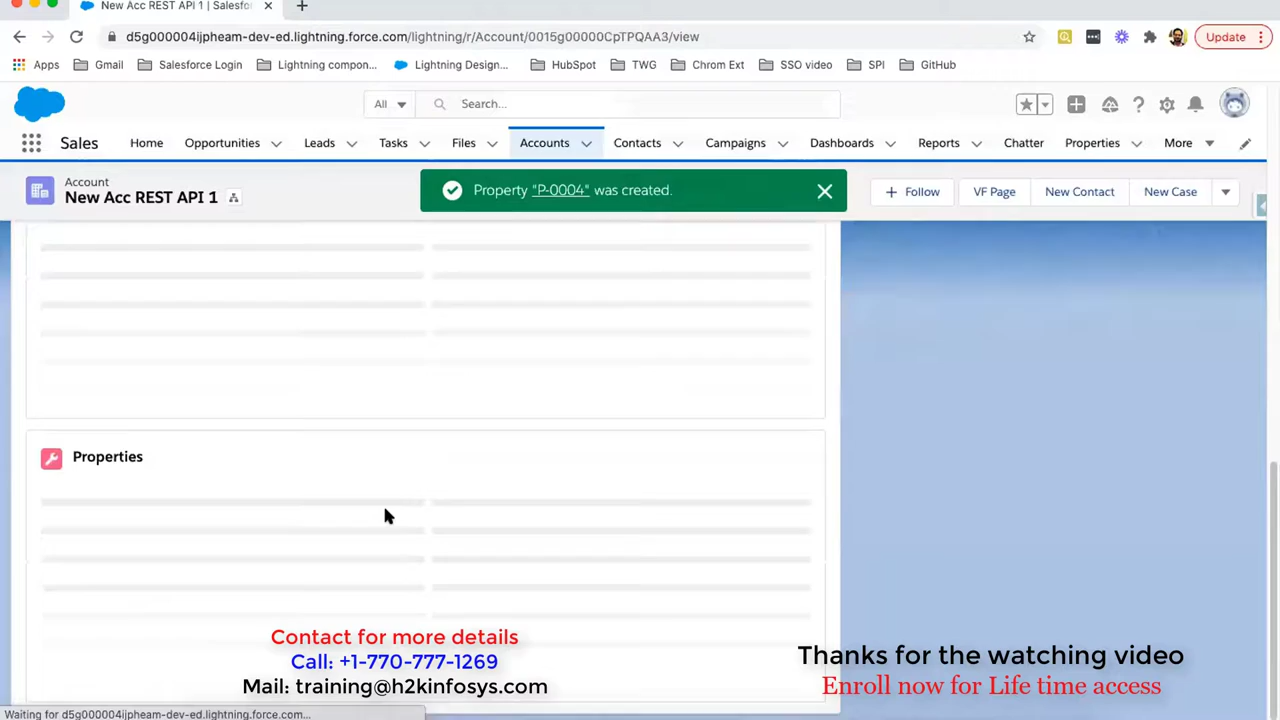 New Acc REST API 1 | Salesfo
d5g000004ijpheam-dev-ed.lightning.force.com/lightning/r/Account/0015g00000CpTPQAA3/view
Update
Apps Gmail Salesforce Login Lightning compon... Lightning Design... HubSpot TWG Chrom Ext SSO video SPI GitHub
All Search...
Sales Home Opportunities Leads Tasks Files Accounts Contacts Campaigns Dashboards Reports Chatter Properties More
Account
New Acc REST API 1
Property "P-0004" was created.
Follow VF Page New Contact New Case
Properties
Contact for more details
Call: +1-770-777-1269
Mail: training@h2kinfosys.com
Thanks for the watching video
Enroll now for Life time access
Waiting for d5g000004ijpheam-dev-ed.lightning.force.com...